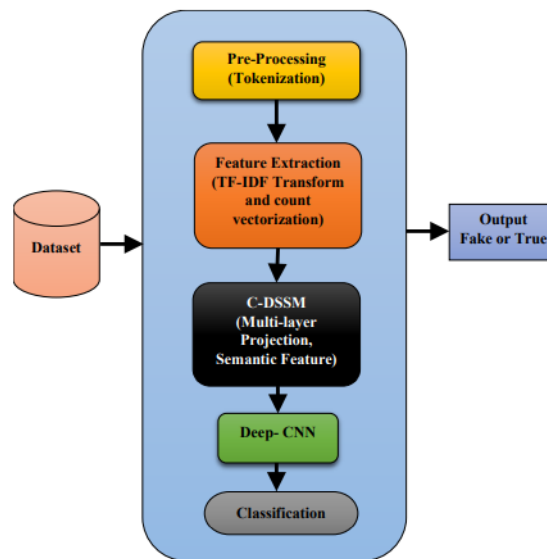 Pre-Processing
(Tokenization)
Feature Extraction
(TF-IDF Transform
and count
vectorization)
Dataset
Output
Fake or True
C-DSSM
(Multi-layer
Projection,
Semantic Feature)
Deep- CNN
Classification